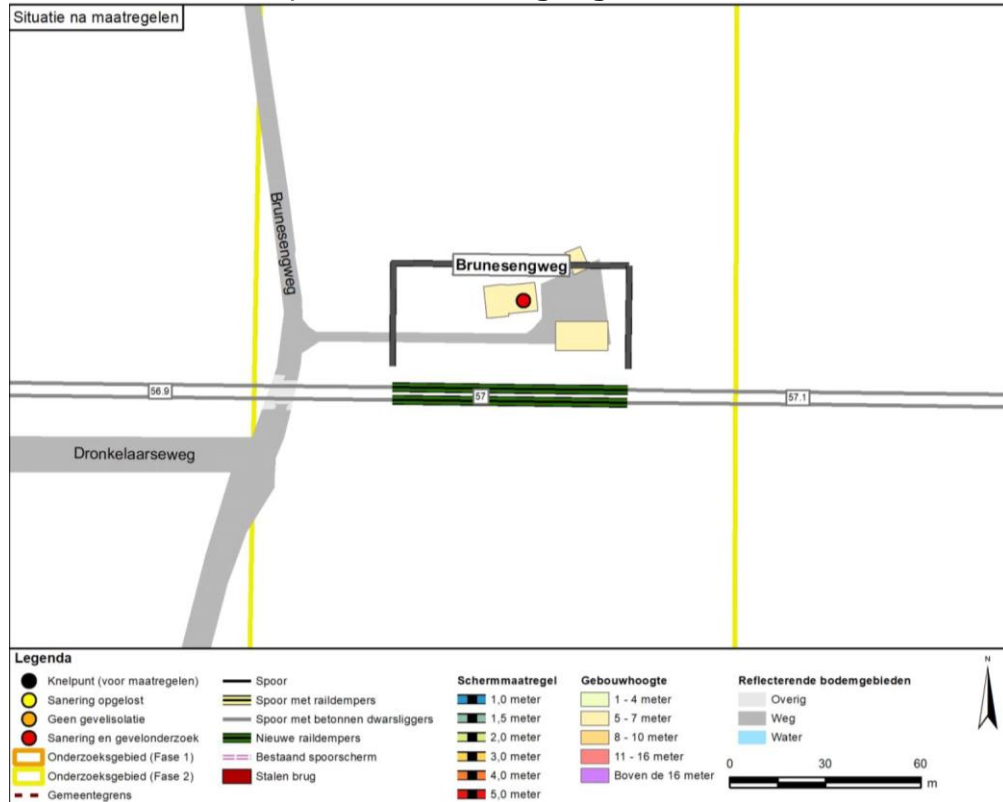 Situatie na maatregelen
Brunesengweg
Brunesengweg
56.9
57
57.1
Dronkelaarseweg
Legenda
Knelpunt (voor maatregelen)
Sanering opgelost
Geen gevelisolatie
Sanering en gevelonderzoek
Onderzoeksgebied (Fase 1)
Onderzoeksgebied (Fase 2)
Gemeentegrens
Spoor
Spoor met raildempers
Spoor met betonnen dwarsliggers
Nieuwe raildempers
Bestaand spoorscherm
Stalen brug
Schermmaatregel
1,0 meter
1,5 meter
2,0 meter
3,0 meter
4,0 meter
5,0 meter
Gebouwhoogte
1 - 4 meter
5 - 7 meter
8 - 10 meter
11 - 16 meter
Boven de 16 meter
Reflecterende bodemgebieden
Overig
Weg
Water
N
0 30 60
m